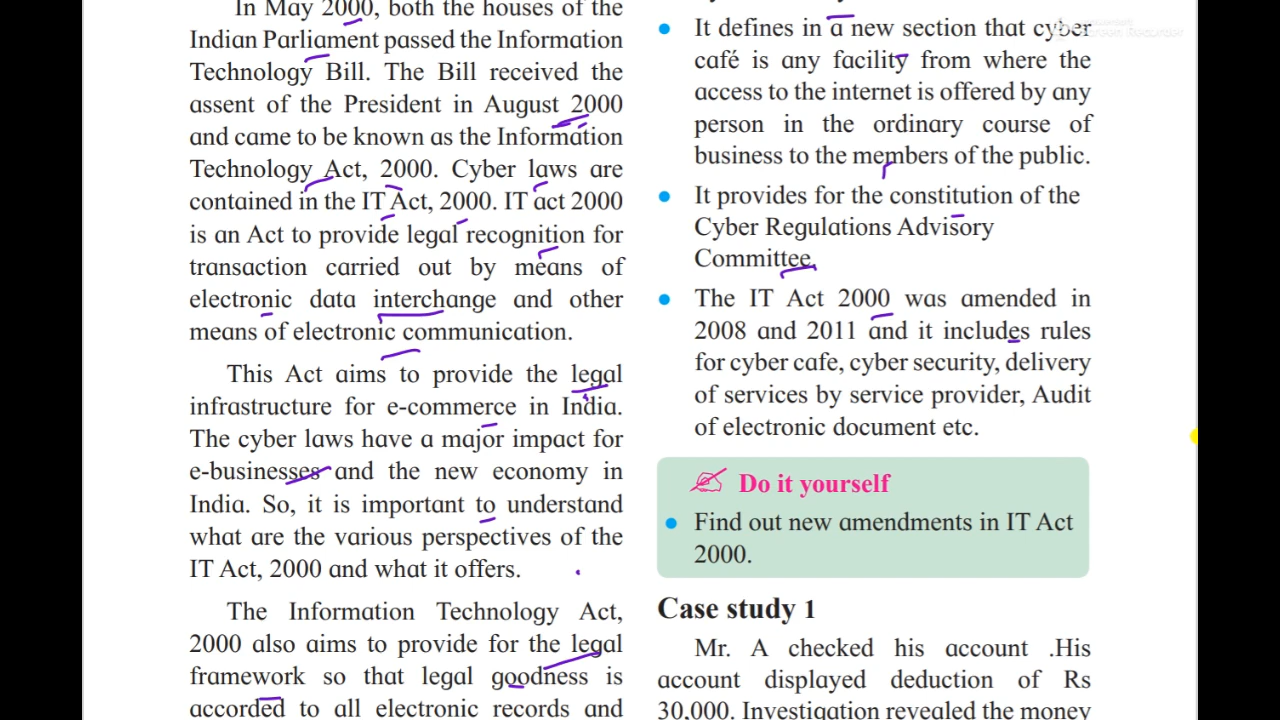 In May 2000, both the houses of the
Indian Parliament passed the Information
Technology Bill. The Bill received the
assent of the President in August 2000
and came to be known as the Information
Technology Act, 2000. Cyber laws are
contained in the IT Act, 2000. IT act 2000
is an Act to provide legal recognition for
transaction carried out by means of
electronic data interchange and other
means of electronic communication.
This Act aims to provide the legal
infrastructure for e-commerce in India.
The cyber laws have a major impact for
e-businesses and the new economy in
India. So, it is important to understand
what are the various perspectives of the
IT Act, 2000 and what it offers.
The Information Technology Act,
2000 also aims to provide for the legal
framework so that legal goodness is
accorded to all electronic records and
It defines in a new section that cyber
café is any facility from where the
access to the internet is offered by any
person in the ordinary course of
business to the members of the public.
It provides for the constitution of the
Cyber Regulations Advisory
Committee.
The IT Act 2000 was amended in
2008 and 2011 and it includes rules
for cyber cafe, cyber security, delivery
of services by service provider, Audit
of electronic document etc.
Do it yourself
Find out new amendments in IT Act
2000.
Case study 1
Mr. A checked his account .His
account displayed deduction of Rs
30,000. Investigation revealed the money